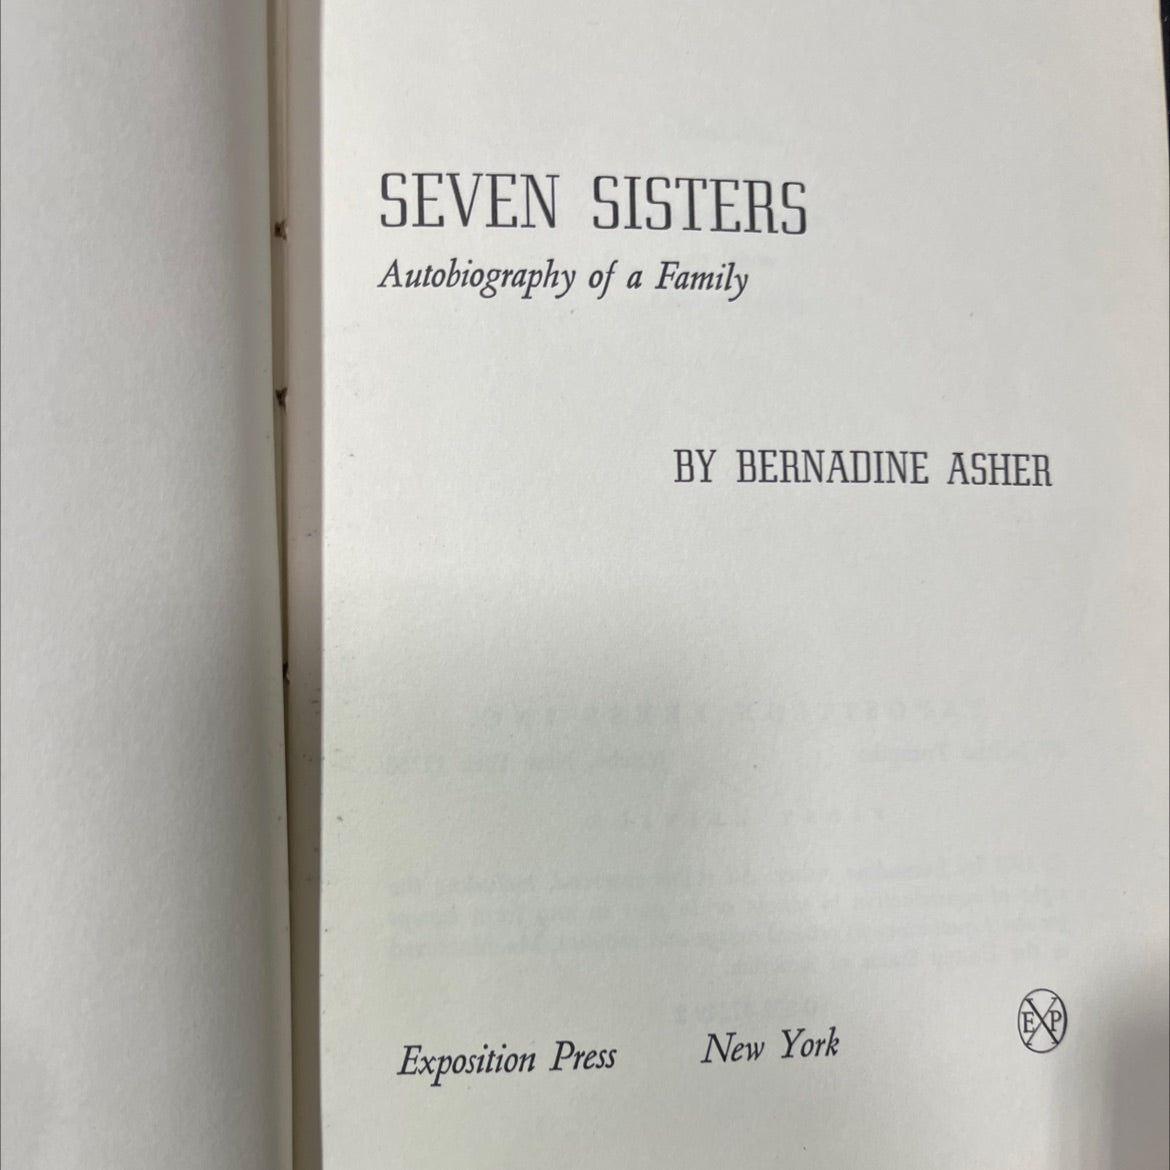 SEVEN SISTERS
Autobiography of a Family
BY BERNADINE ASHER
Exposition Press New York
EXP